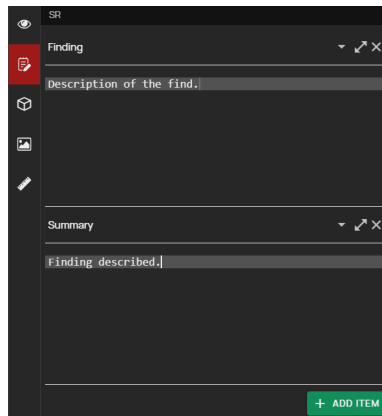 SR
Finding
Description of the find.
Summary
Finding described.
+ ADD ITEM